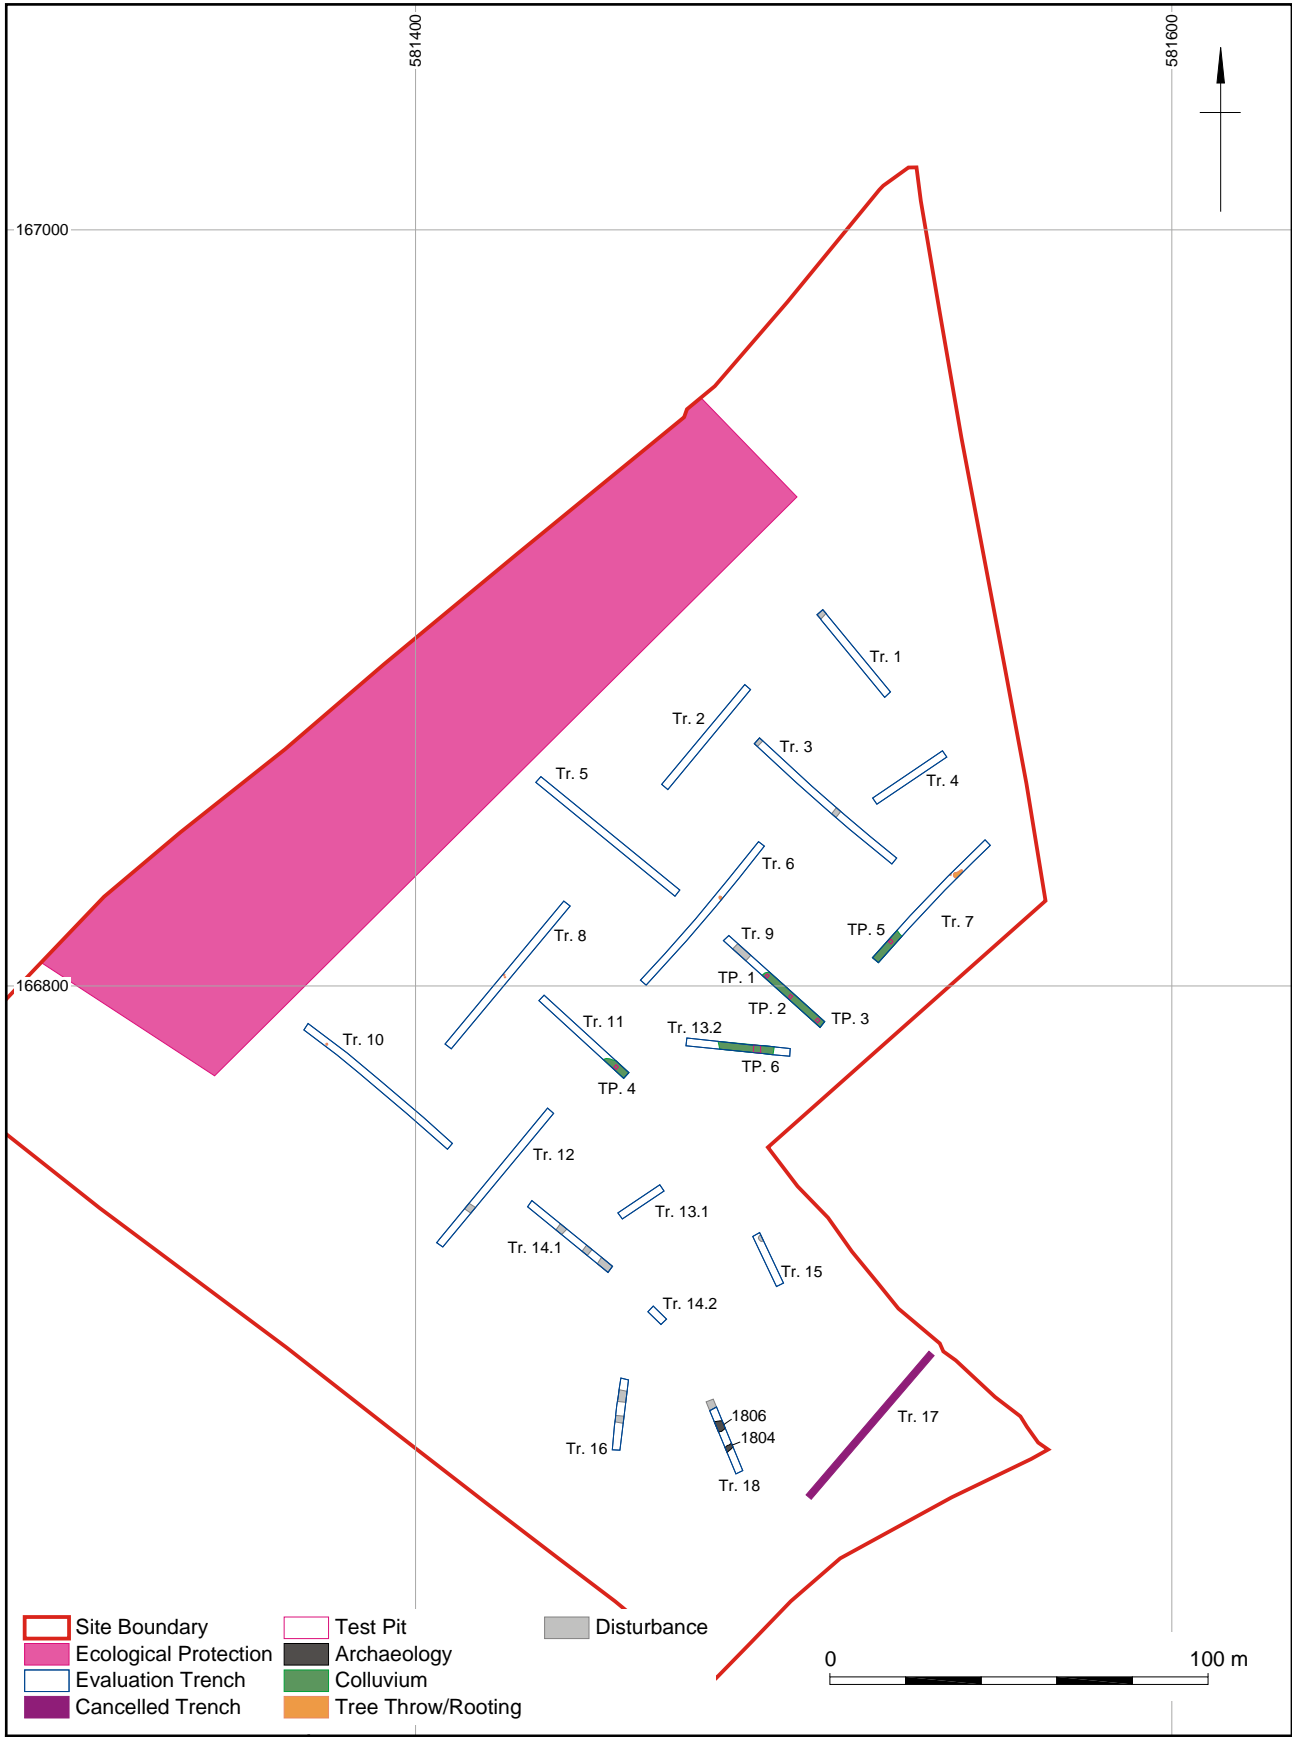 581400
581600
167000
Tr. 1
Tr. 2
Tr. 3
Tr. 4
Tr. 5
Tr. 6
Tr. 7
TP. 5
Tr. 8
Tr. 9
TP. 1
166800
TP. 2
TP. 3
Tr. 11
Tr. 13.2
Tr. 10
TP. 6
TP. 4
Tr. 12
Tr. 13.1
Tr. 14.1
Tr. 15
Tr. 14.2
1806
Tr. 17
1804
Tr. 16
Tr. 18
Site Boundary
Ecological Protection
Evaluation Trench
Cancelled Trench
Test Pit
Archaeology
Colluvium
Tree Throw/Rooting
Disturbance
0 100 m